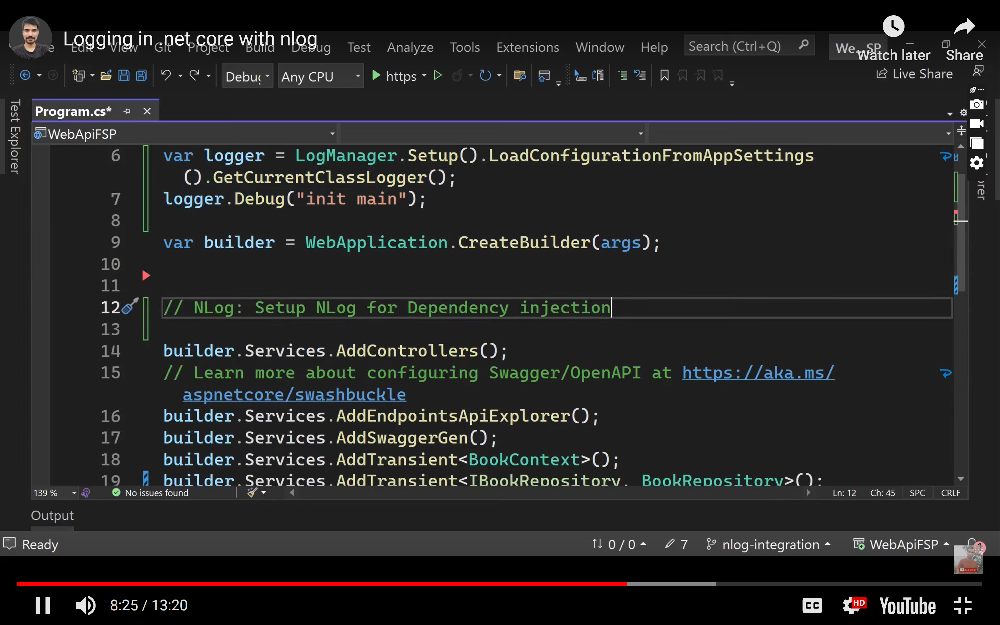 Logging in .net core with nlog
Edit View Git Project Build Debug Test Analyze Tools Extensions Window Help Search (Ctrl+Q) We...SP
Watch later Share
Debug Any CPU https Live Share
Test Explorer
Program.cs*
WebApiFSP
6 var logger = LogManager.Setup().LoadConfigurationFromAppSettings
().GetCurrentClassLogger();
7 logger.Debug("init main");
8
9 var builder = WebApplication.CreateBuilder(args);
10
11
12 // NLog: Setup NLog for Dependency injection
13
14 builder.Services.AddControllers();
15 // Learn more about configuring Swagger/OpenAPI at https://aka.ms/
aspnetcore/swashbuckle
16 builder.Services.AddEndpointsApiExplorer();
17 builder.Services.AddSwaggerGen();
18 builder.Services.AddTransient<BookContext>();
19 builder.Services.AddTransient<IBookRepository, BookRepository>();
139 % No issues found Ln: 12 Ch: 45 SPC CRLF
Output
Ready 0 / 0 7 nlog-integration WebApiFSP 1
Subscribe
8:25 / 13:20 CC HD YouTube